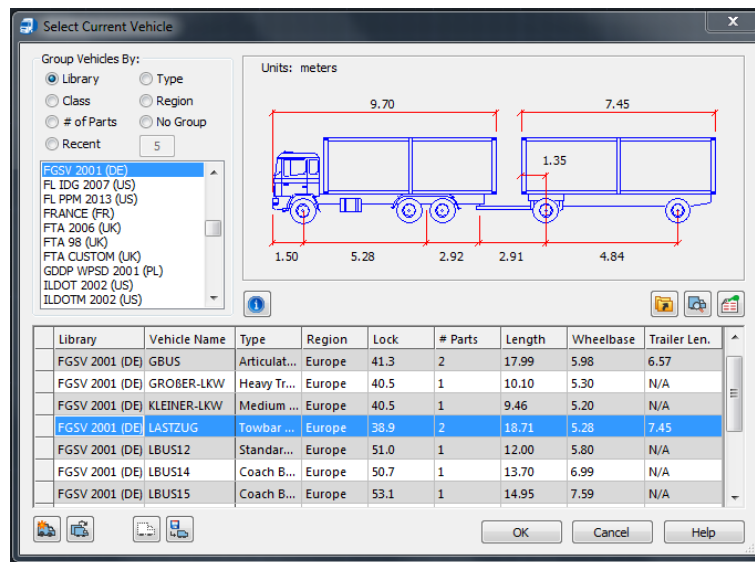 Select Current Vehicle
x
Group Vehicles By:
Library Type
Class Region
# of Parts No Group
Recent 5
FGSV 2001 (DE)
FL IDG 2007 (US)
FL PPM 2013 (US)
FRANCE (FR)
FTA 2006 (UK)
FTA 98 (UK)
FTA CUSTOM (UK)
GDDP WPSD 2001 (PL)
ILDOT 2002 (US)
ILDOTM 2002 (US)
Units: meters
9.70 7.45
1.35
1.50 5.28 2.92 2.91 4.84
Library Vehicle Name Type Region Lock # Parts Length Wheelbase Trailer Len.
FGSV 2001 (DE) GBUS Articulat... Europe 41.3 2 17.99 5.98 6.57
FGSV 2001 (DE) GROßER-LKW Heavy Tr... Europe 40.5 1 10.10 5.30 N/A
FGSV 2001 (DE) KLEINER-LKW Medium ... Europe 40.5 1 9.46 5.20 N/A
FGSV 2001 (DE) LASTZUG Towbar ... Europe 38.9 2 18.71 5.28 7.45
FGSV 2001 (DE) LBUS12 Standar... Europe 51.0 1 12.00 5.80 N/A
FGSV 2001 (DE) LBUS14 Coach B... Europe 50.7 1 13.70 6.99 N/A
FGSV 2001 (DE) LBUS15 Coach B... Europe 53.1 1 14.95 7.59 N/A
OK Cancel Help